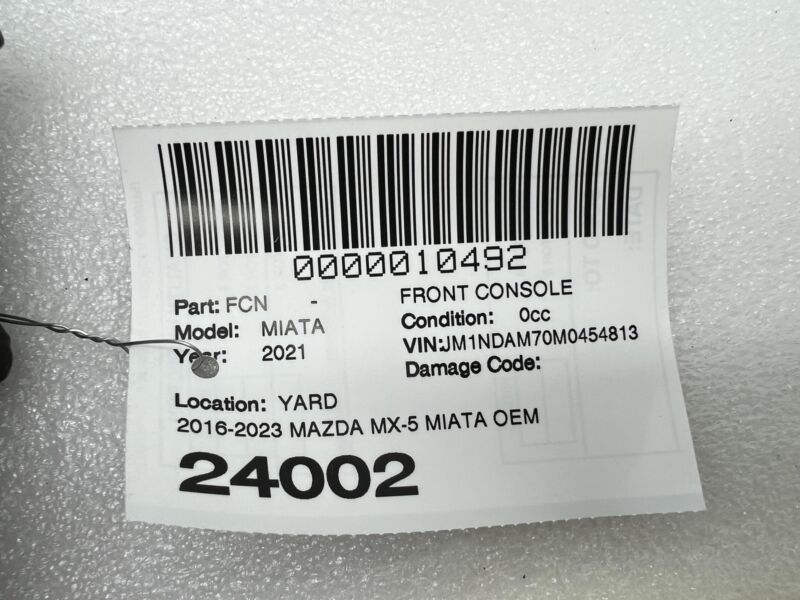 0000010492
Part: FCN - FRONT CONSOLE
Model: MIATA Condition: 0cc
Year: 2021 VIN:JM1NDAM70M0454813
Damage Code:
Location: YARD
2016-2023 MAZDA MX-5 MIATA OEM
24002